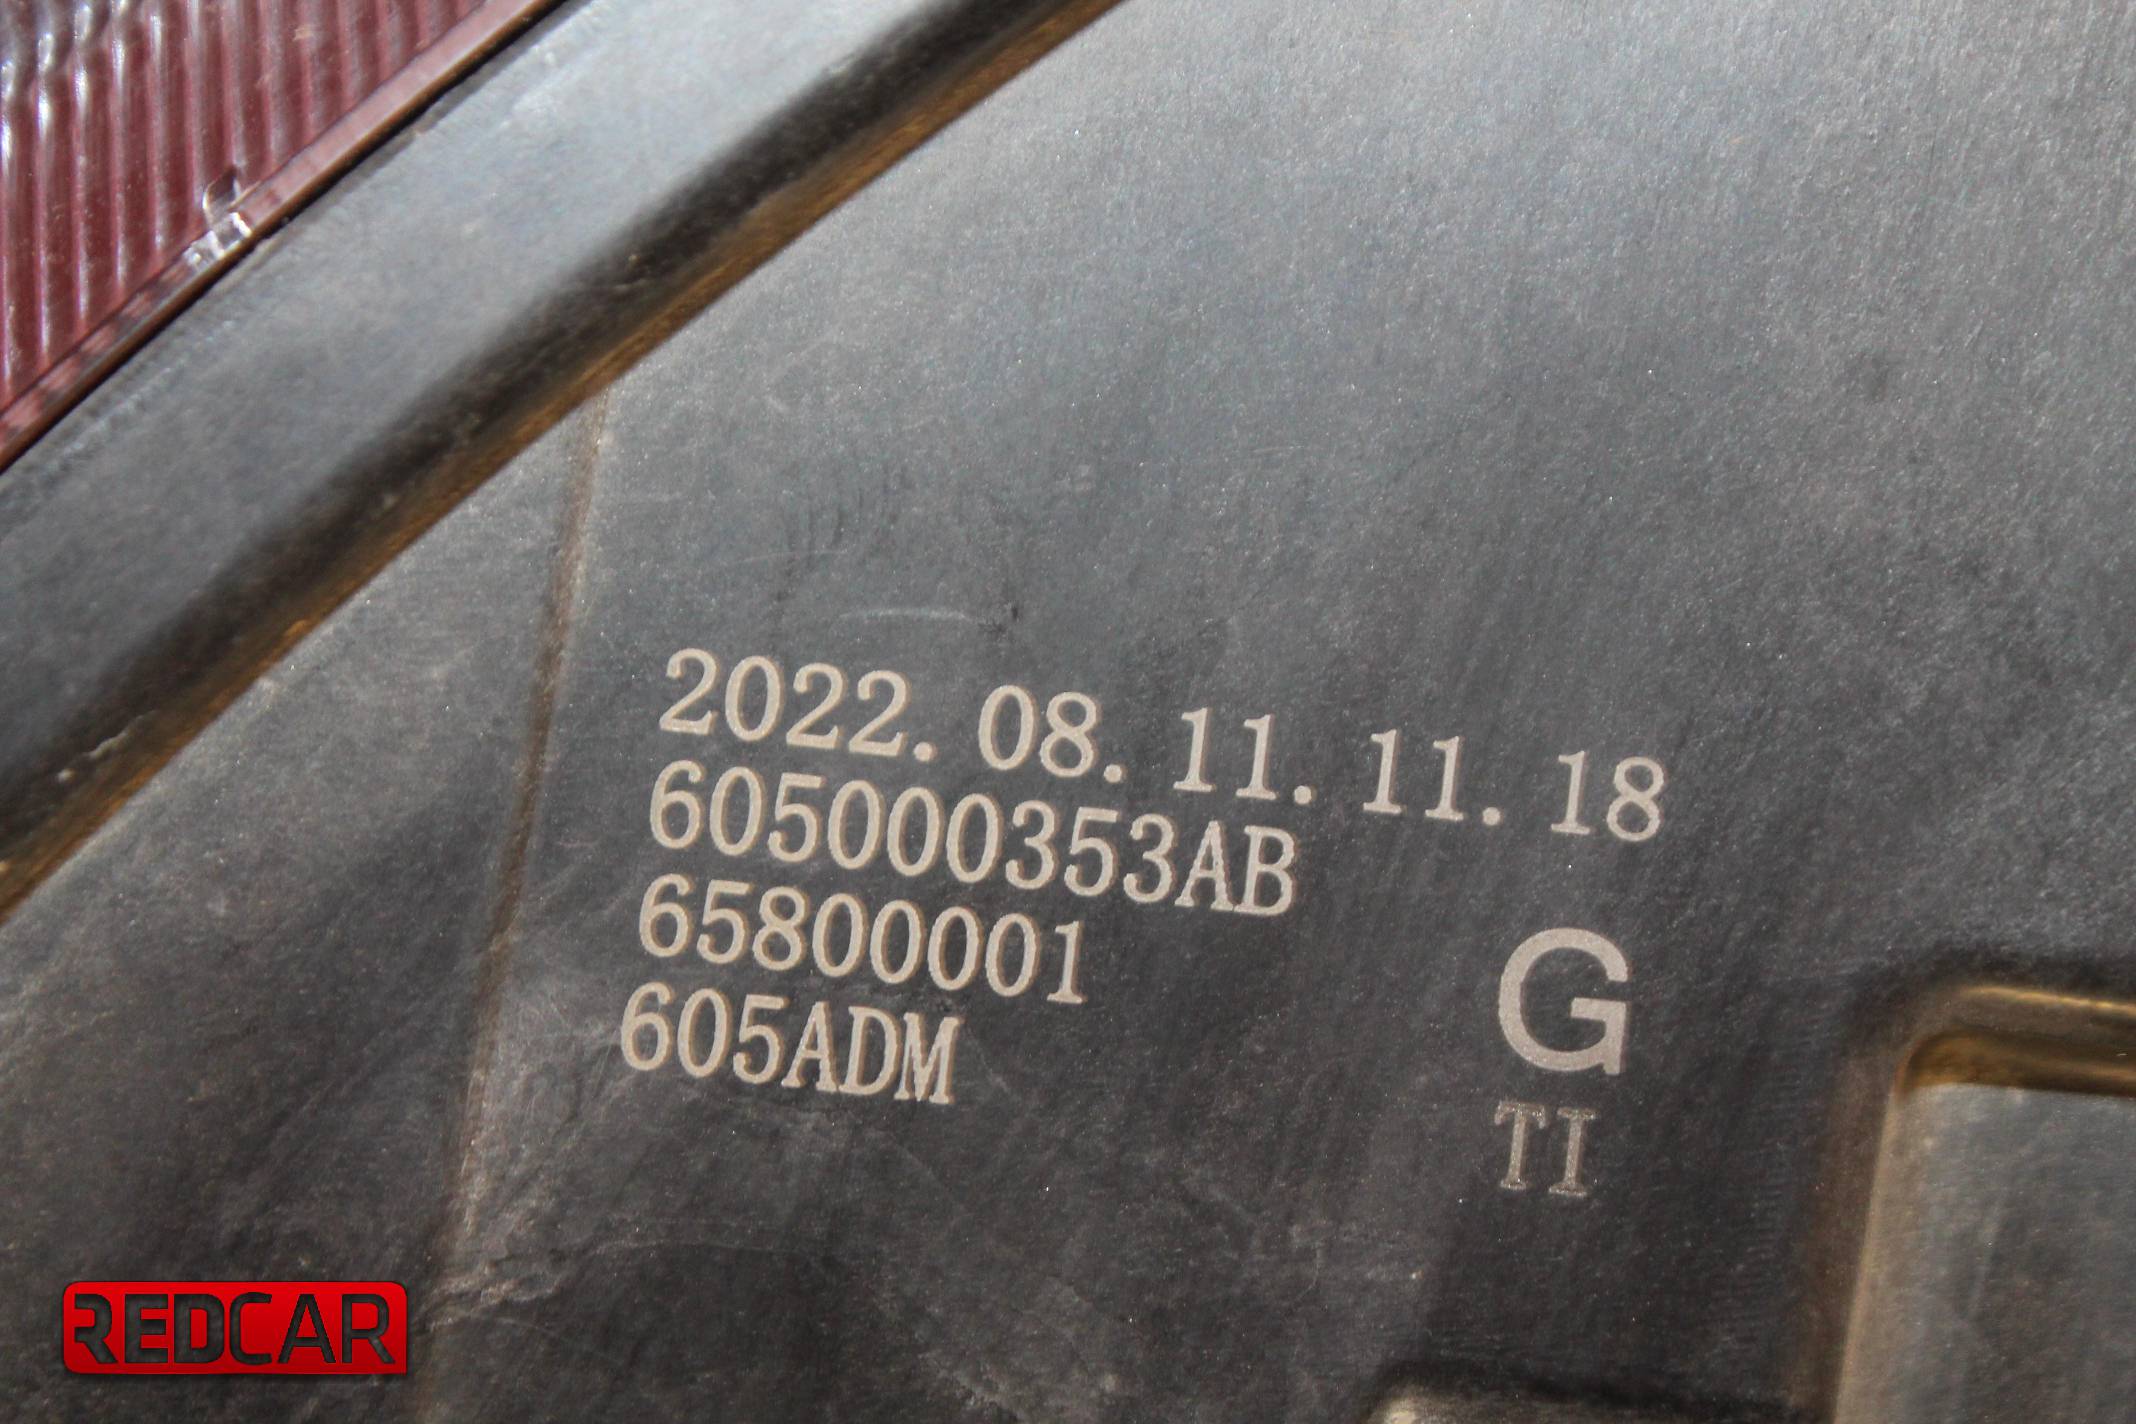 2022. 08. 11. 11. 18
605000353AB
65800001
605ADM
G
TI
REDCAR